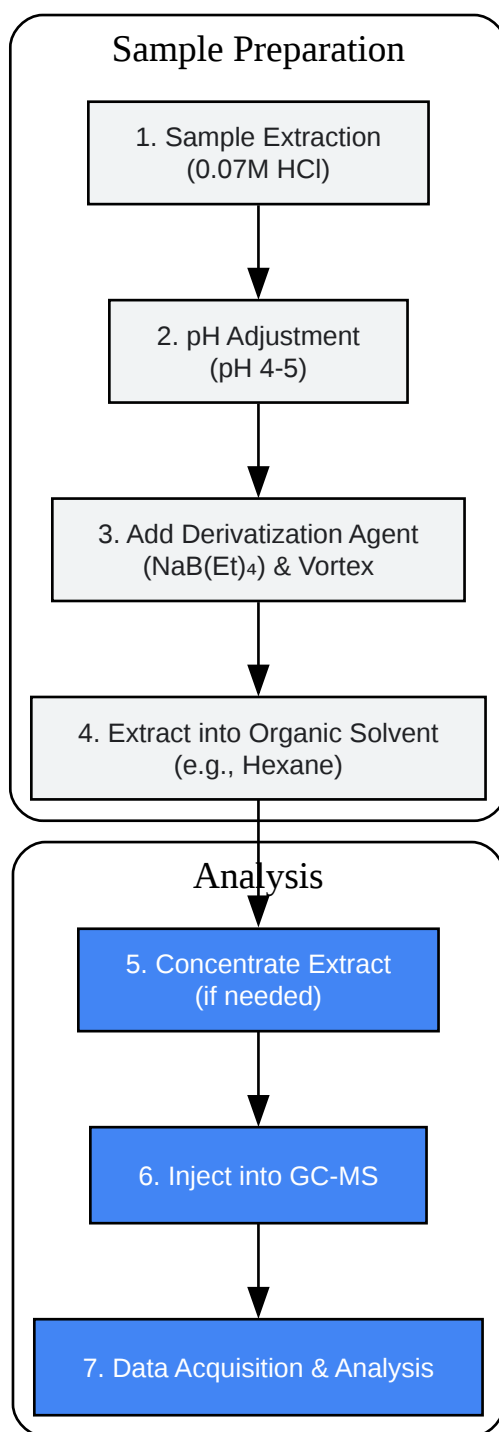 Sample Preparation
1. Sample Extraction
(0.07M HCl)
2. pH Adjustment
(pH 4-5)
3. Add Derivatization Agent
(NaB(Et)₄) & Vortex
4. Extract into Organic Solvent
(e.g., Hexane)
Analysis
5. Concentrate Extract
(if needed)
6. Inject into GC-MS
7. Data Acquisition & Analysis